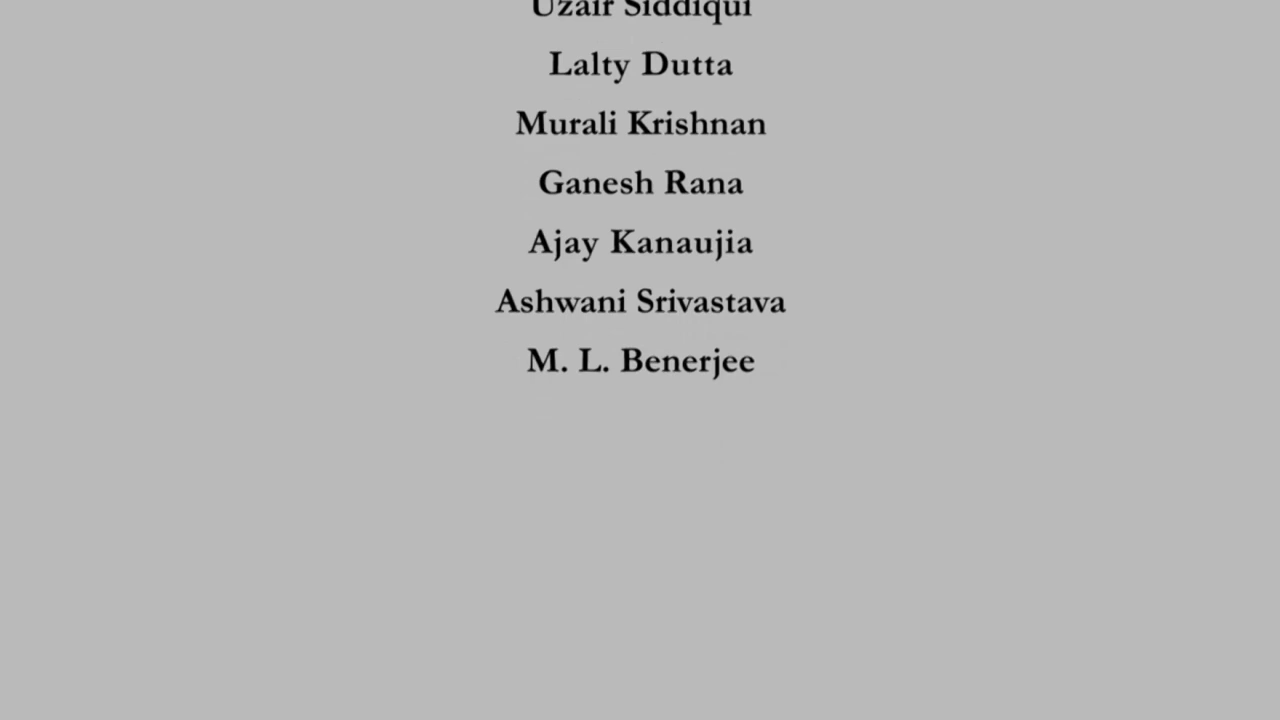 Uzair Siddiqui
Lalty Dutta
Murali Krishnan
Ganesh Rana
Ajay Kanaujia
Ashwani Srivastava
M. L. Benerjee